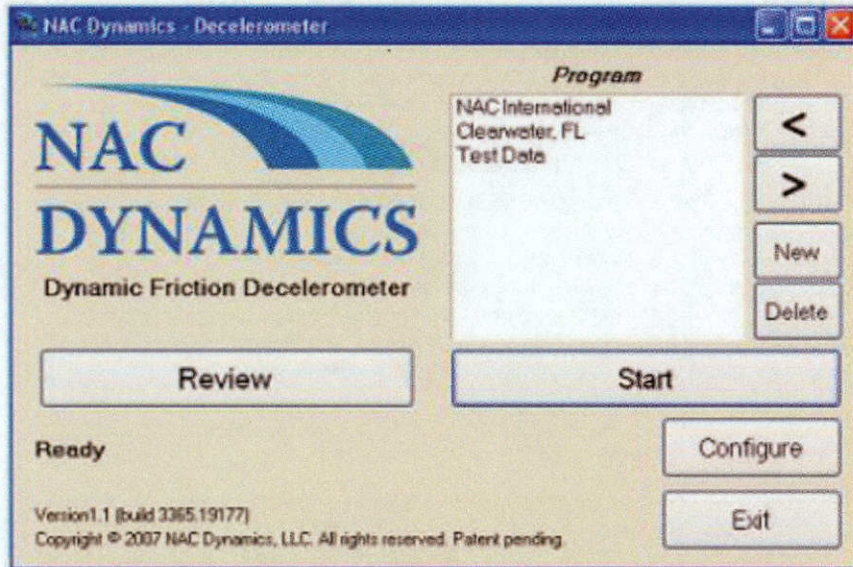 NAC Dynamics - Decelerometer
NAC
DYNAMICS
Dynamic Friction Decelerometer
Program
NAC International
Clearwater, FL
Test Data
<
>
New
Delete
Review
Start
Ready
Configure
Version1.1 (build 3365.19177)
Copyright © 2007 NAC Dynamics, LLC. All rights reserved. Patent pending.
Exit